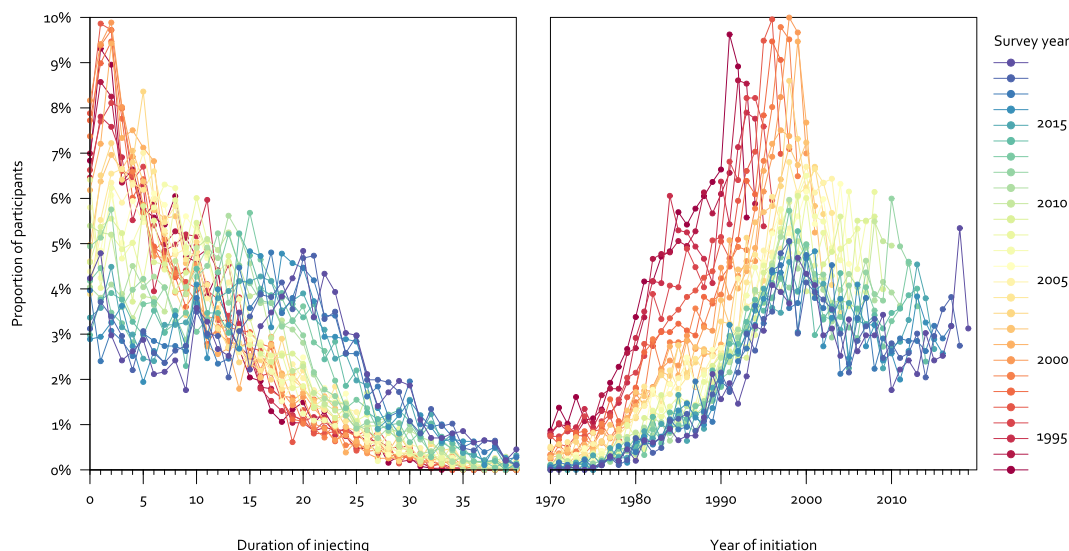 Survey year
10%
9%
8%
7%
6%
5%
4%
3%
2%
1%
0%
Proportion of participants
0 5 10 15 20 25 30 35
Duration of injecting
1970 1980 1990 2000 2010
Year of initiation
2015
2010
2005
2000
1995